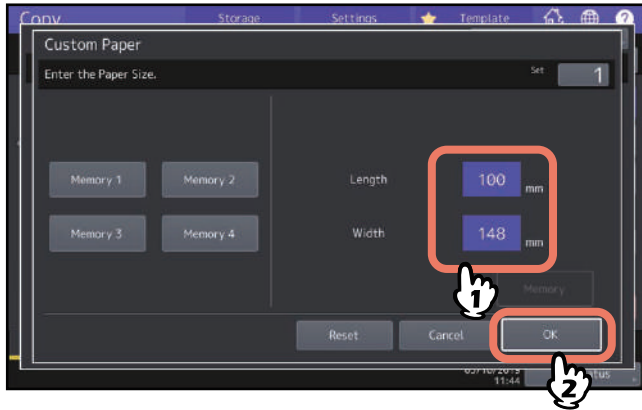 Copy Storage Settings Template ?
Custom Paper
Enter the Paper Size. Set 1
Memory 1 Memory 2 Length 100 mm
Memory 3 Memory 4 Width 148 mm
1
Memory
Reset Cancel OK
11:44
2